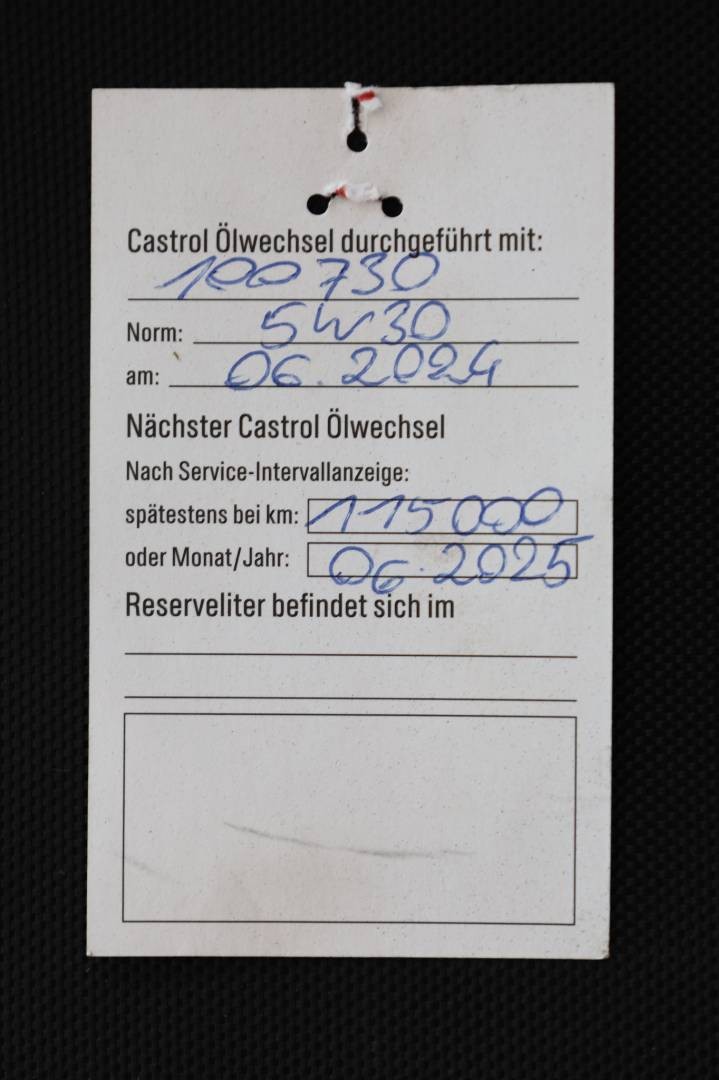 Castrol Ölwechsel durchgeführt mit:
100730
Norm: 5W30
am: 06.2024
Nächster Castrol Ölwechsel
Nach Service-Intervallanzeige:
spätestens bei km: 115000
oder Monat/Jahr: 06.2025
Reserveliter befindet sich im